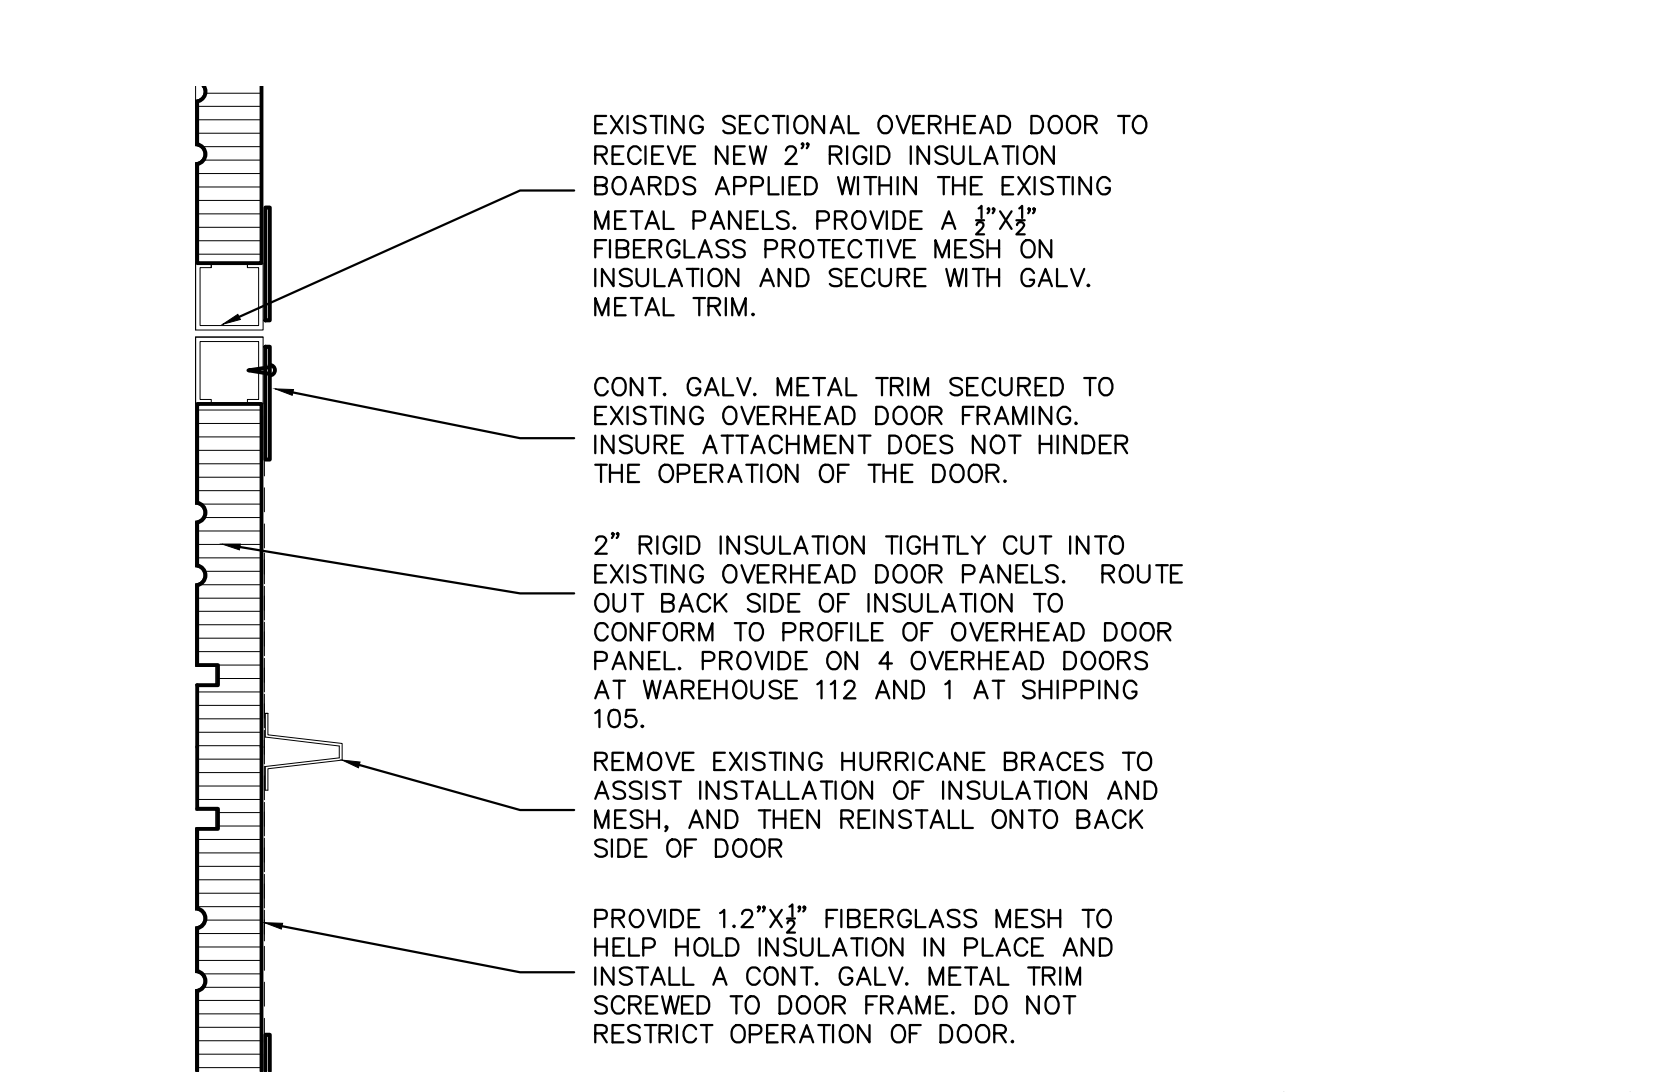 EXISTING SECTIONAL OVERHEAD DOOR TO
RECIEVE NEW 2” RIGID INSULATION
BOARDS APPLIED WITHIN THE EXISTING
METAL PANELS. PROVIDE A ½”X½”
FIBERGLASS PROTECTIVE MESH ON
INSULATION AND SECURE WITH GALV.
METAL TRIM.
CONT. GALV. METAL TRIM SECURED TO
EXISTING OVERHEAD DOOR FRAMING.
INSURE ATTACHMENT DOES NOT HINDER
THE OPERATION OF THE DOOR.
2” RIGID INSULATION TIGHTLY CUT INTO
EXISTING OVERHEAD DOOR PANELS. ROUTE
OUT BACK SIDE OF INSULATION TO
CONFORM TO PROFILE OF OVERHEAD DOOR
PANEL. PROVIDE ON 4 OVERHEAD DOORS
AT WAREHOUSE 112 AND 1 AT SHIPPING
105.
REMOVE EXISTING HURRICANE BRACES TO
ASSIST INSTALLATION OF INSULATION AND
MESH, AND THEN REINSTALL ONTO BACK
SIDE OF DOOR
PROVIDE 1.2”X½” FIBERGLASS MESH TO
HELP HOLD INSULATION IN PLACE AND
INSTALL A CONT. GALV. METAL TRIM
SCREWED TO DOOR FRAME. DO NOT
RESTRICT OPERATION OF DOOR.